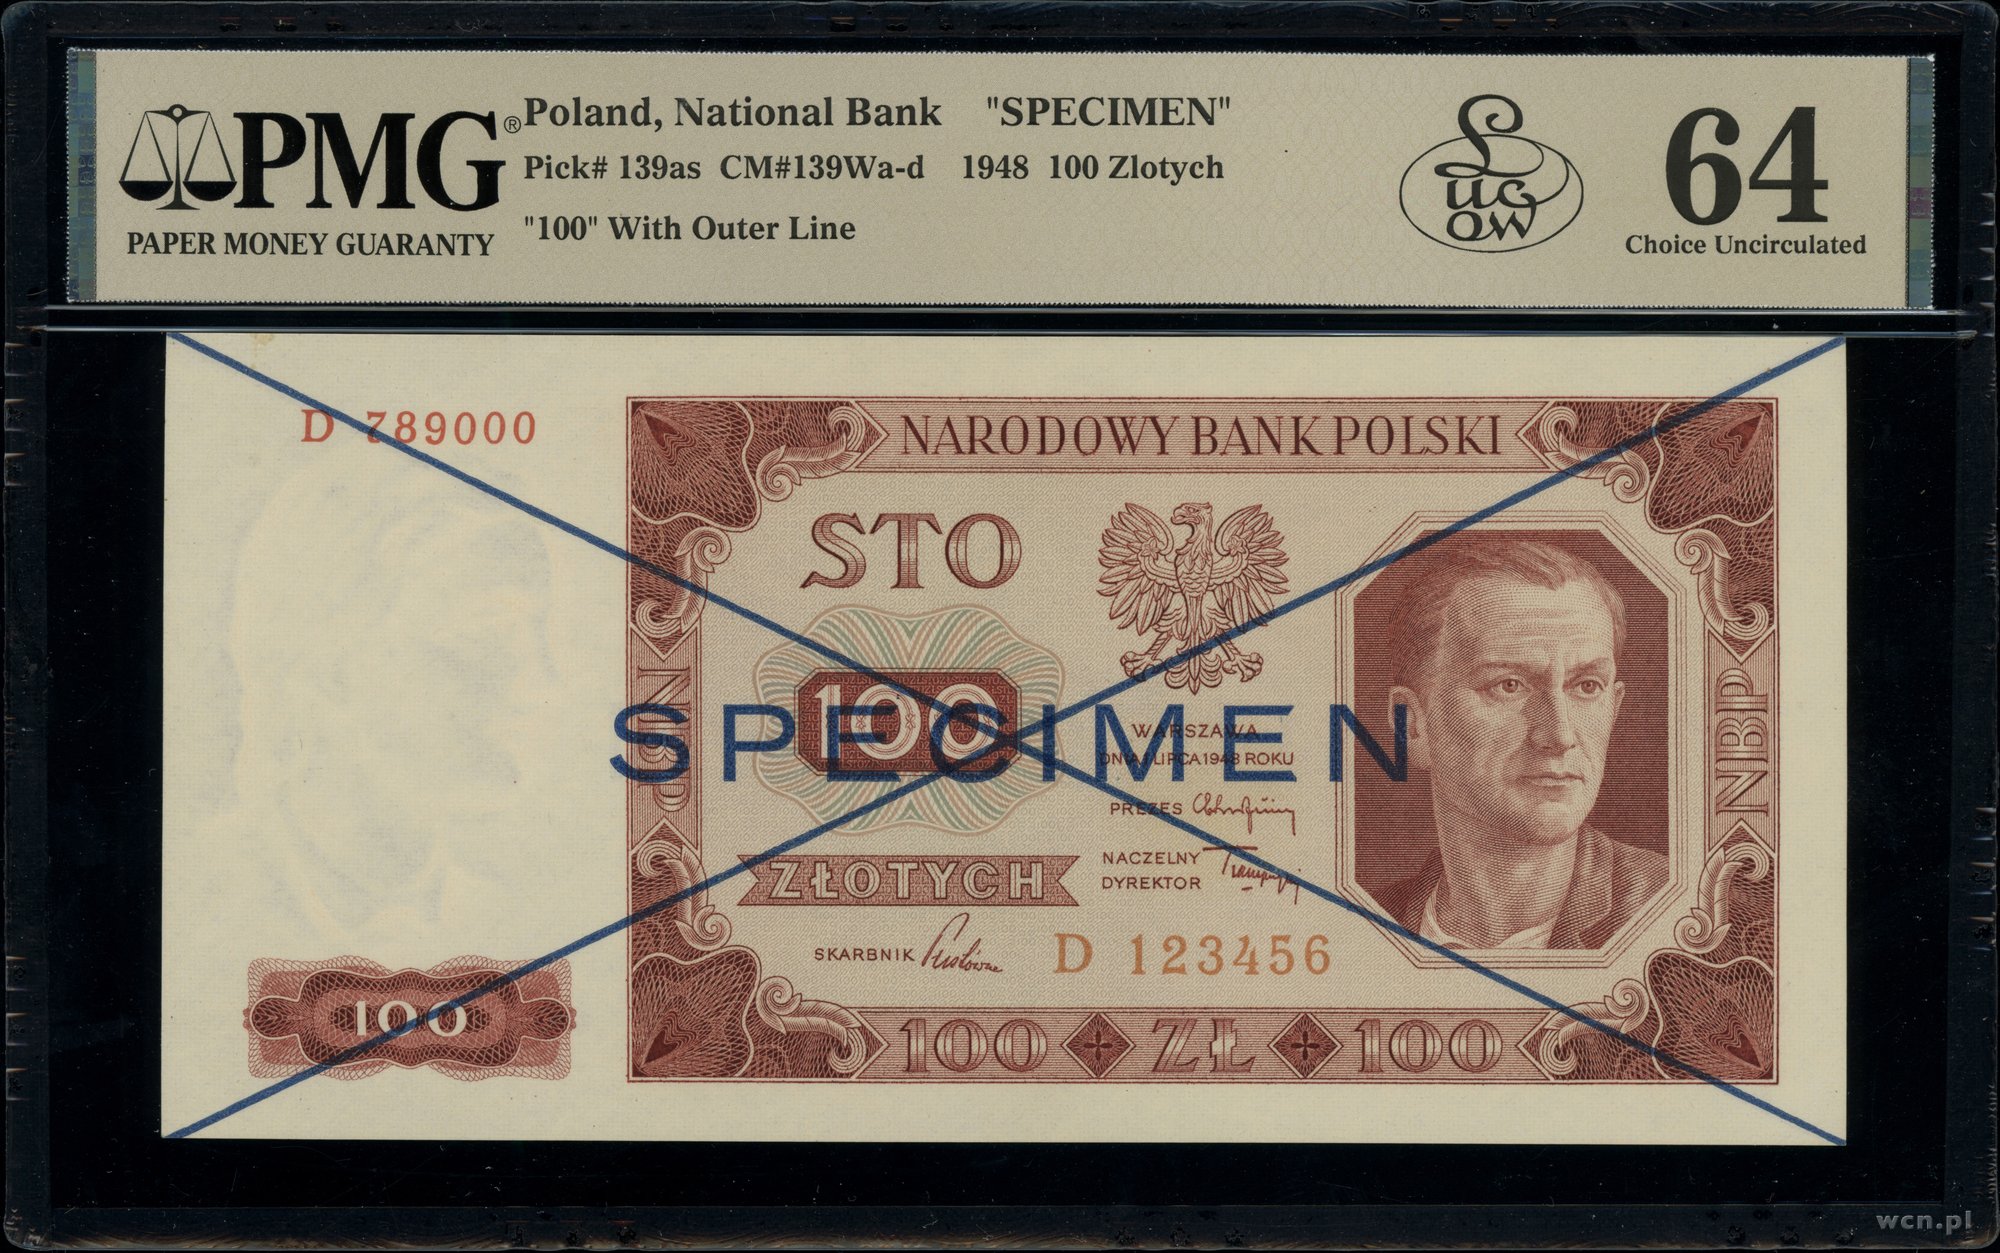 PMG®
PAPER MONEY GUARANTY
Poland, National Bank "SPECIMEN"
Pick# 139as CM#139Wa-d 1948 100 Zlotych
"100" With Outer Line
Lucow
64
Choice Uncirculated
D 789000
NARODOWY BANK POLSKI
STO
100
SPECIMEN
NBP
NBP
WARSZAWA
DNIA 1 LIPCA 1948 ROKU
PREZES
ZŁOTYCH
NACZELNY
DYREKTOR
SKARBNIK
D 123456
100
100 ZŁ 100
wcn.pl